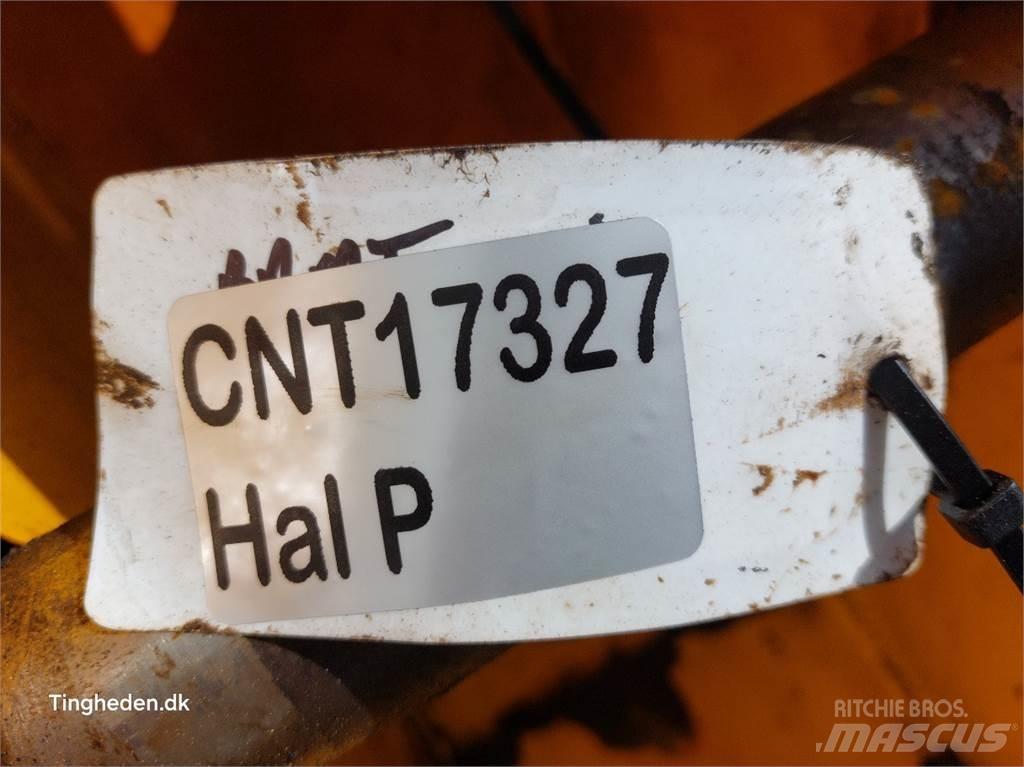 CNT17327
Hal P
Tingheden.dk
RITCHIE BROS.
MASCUS